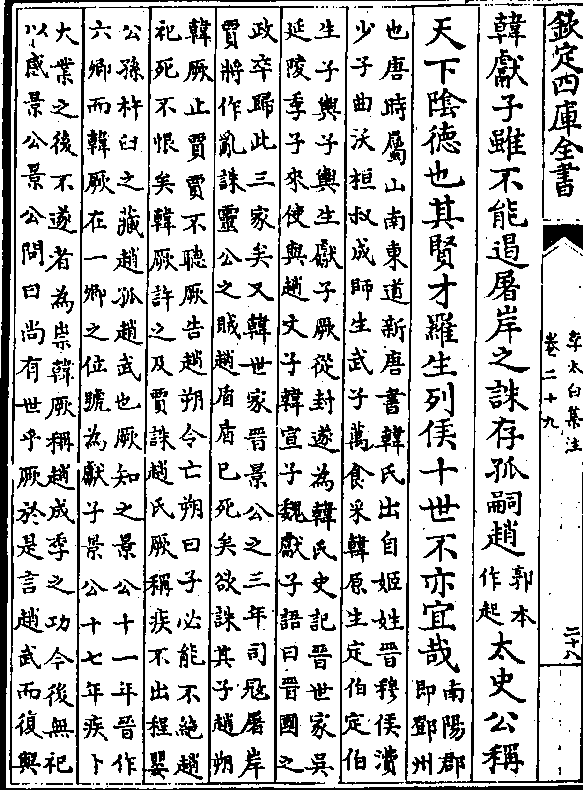 欽定四庫全書
李太白集注
卷二十九
二十八
韓獻子雖不能遏屠岸之誅存孤嗣趙郭本作起太史公稱
天下陰德也其賢才羅生列侯十世不亦宜哉南陽郡即鄧州
也唐時屬山南東道新唐書韓氏出自姬姓晉穆侯潰
少子曲沃桓叔成師生武子萬食采韓原生定伯定伯
生子輿子輿生獻子厥從封遂為韓氏史記晉世家吳
延陵季子來使與趙文子韓宣子魏獻子語曰晉國之
政卒歸此三家矣又韓世家晉景公之三年司冦屠岸
賈將作亂誅靈公之賊趙盾盾已死矣欲誅其子趙朔
韓厥止賈賈不聽厥告趙朔令亡朔曰子必能不絶趙
祀死不恨矣韓厥許之及賈誅趙氏厥稱疾不出程嬰
公孫杵臼之藏趙孤趙武也厥知之景公十一年晉作
六卿而韓厥在一卿之位號為獻子景公十七年疾卜
大業之後不遂者為祟韓厥稱趙成季之功今後無祀
以感景公景公問曰尚有世乎厥於是言趙武而復與